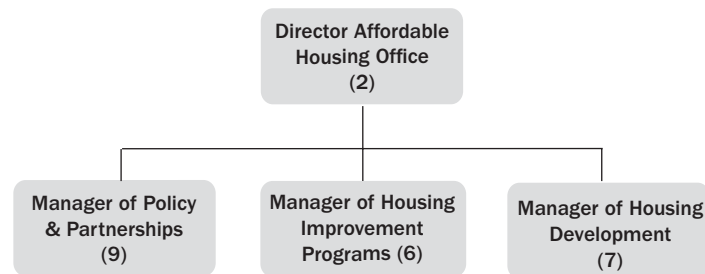 Director Affordable
Housing Office
(2)
Manager of Policy
& Partnerships
(9)
Manager of Housing
Improvement
Programs (6)
Manager of Housing
Development
(7)